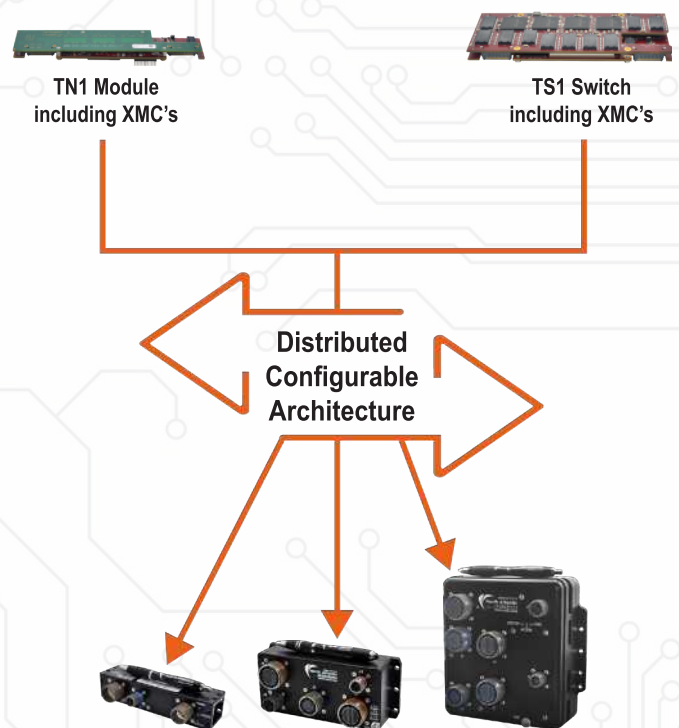 TN1 Module
including XMC's
TS1 Switch
including XMC's
Distributed
Configurable
Architecture